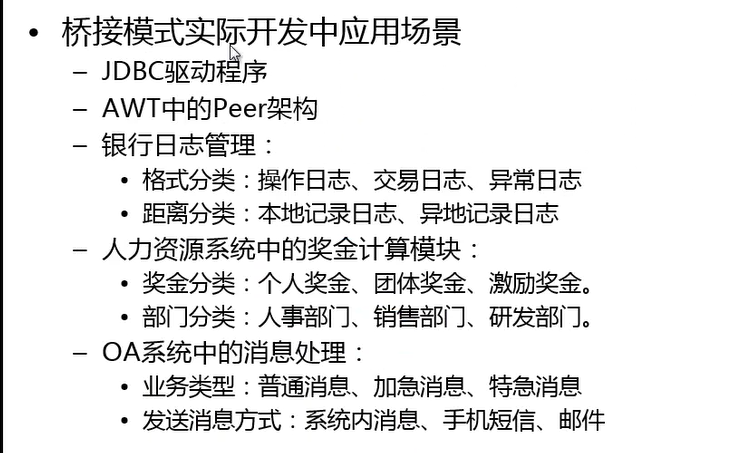 • 桥接模式实际开发中应用场景
– JDBC驱动程序
– AWT中的Peer架构
– 银行日志管理：
• 格式分类：操作日志、交易日志、异常日志
• 距离分类：本地记录日志、异地记录日志
– 人力资源系统中的奖金计算模块：
• 奖金分类：个人奖金、团体奖金、激励奖金。
• 部门分类：人事部门、销售部门、研发部门。
– OA系统中的消息处理：
• 业务类型：普通消息、加急消息、特急消息
• 发送消息方式：系统内消息、手机短信、邮件